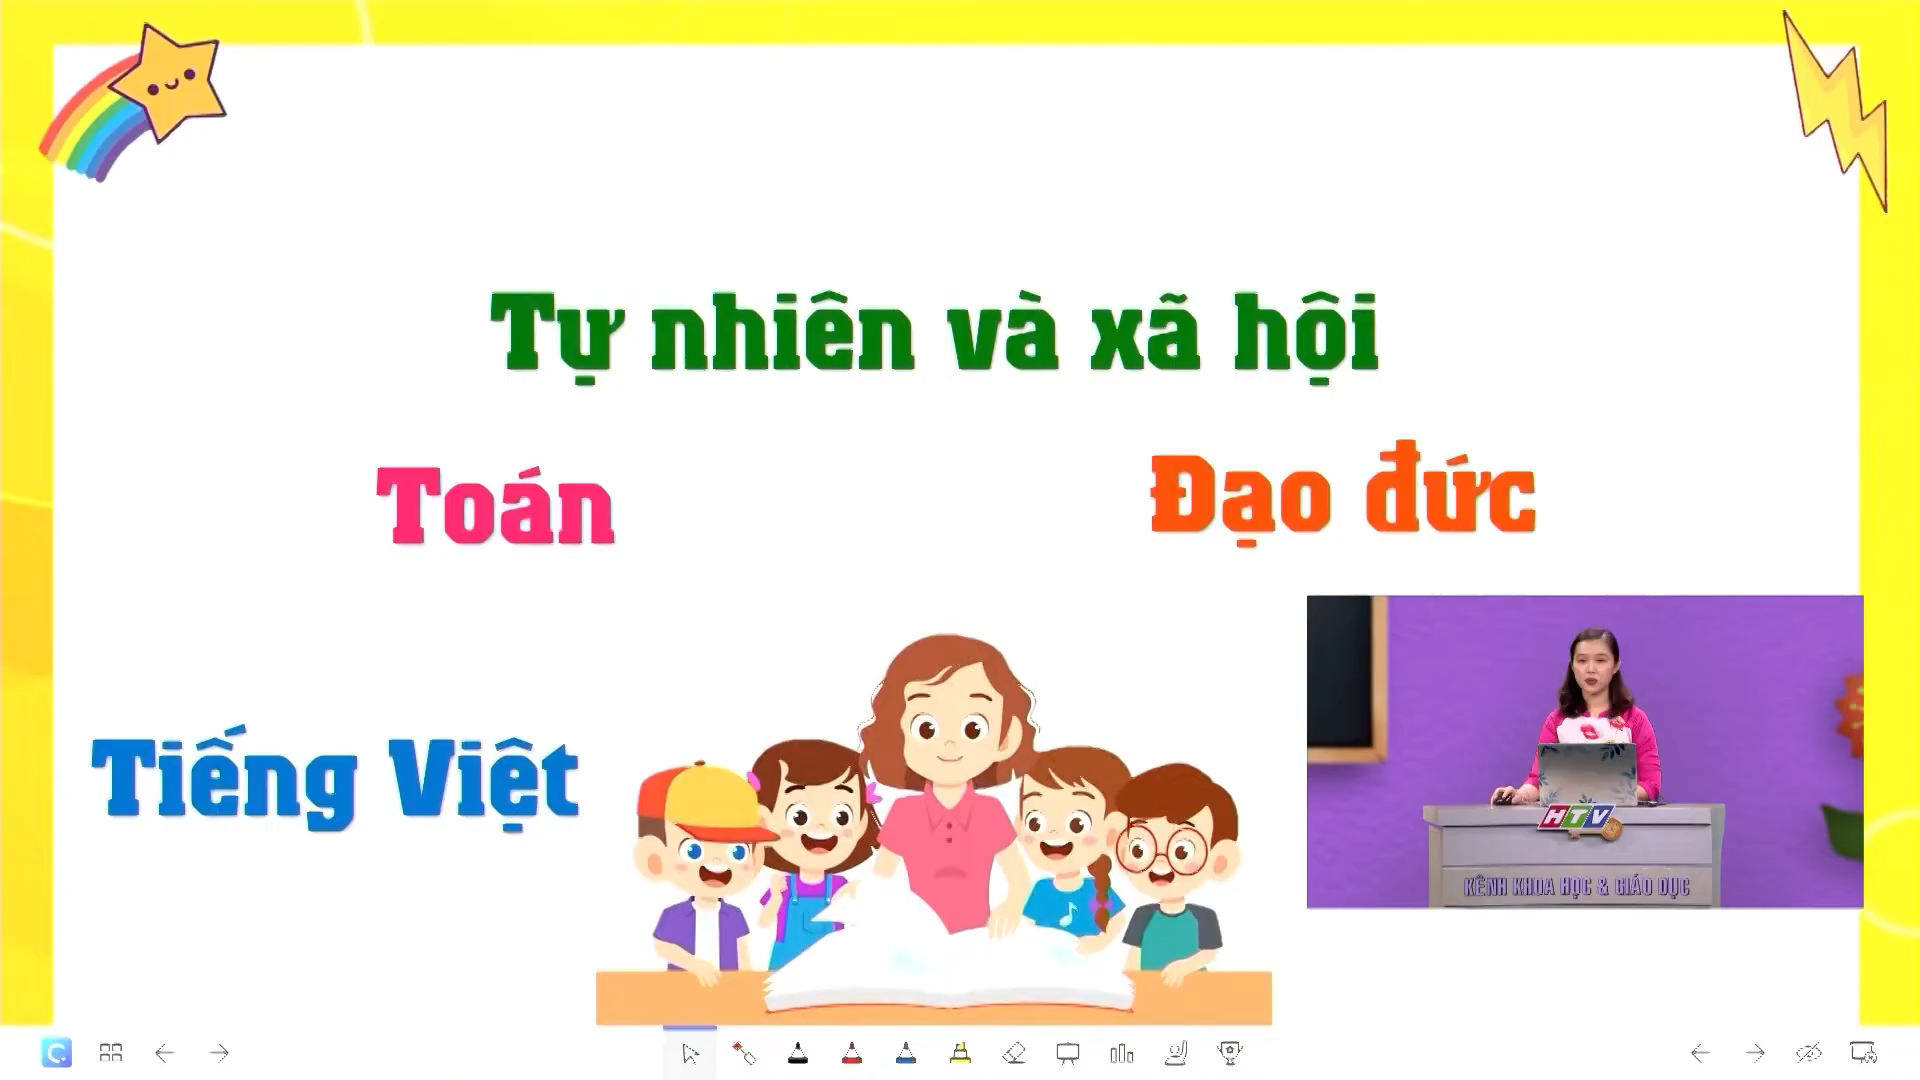 Tự nhiên và xã hội
Toán
Đạo đức
Tiếng Việt
HTV
KÊNH KHOA HỌC & GIÁO DỤC